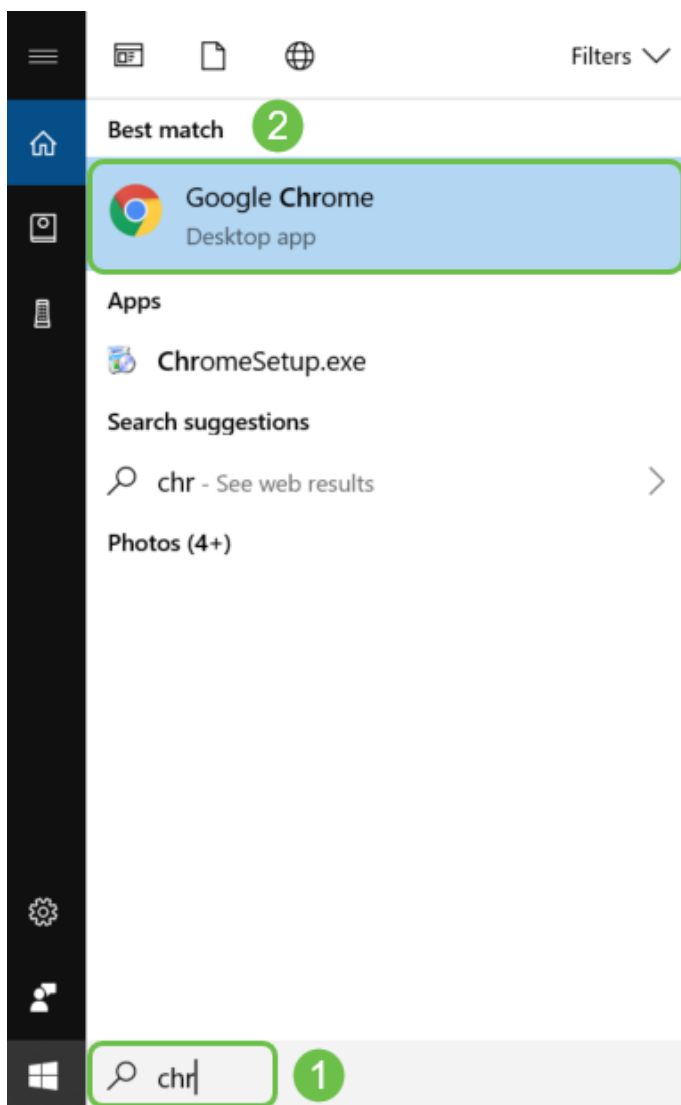 Filters
Best match 2
Google Chrome
Desktop app
Apps
ChromeSetup.exe
Search suggestions
chr - See web results
Photos (4+)
chr 1